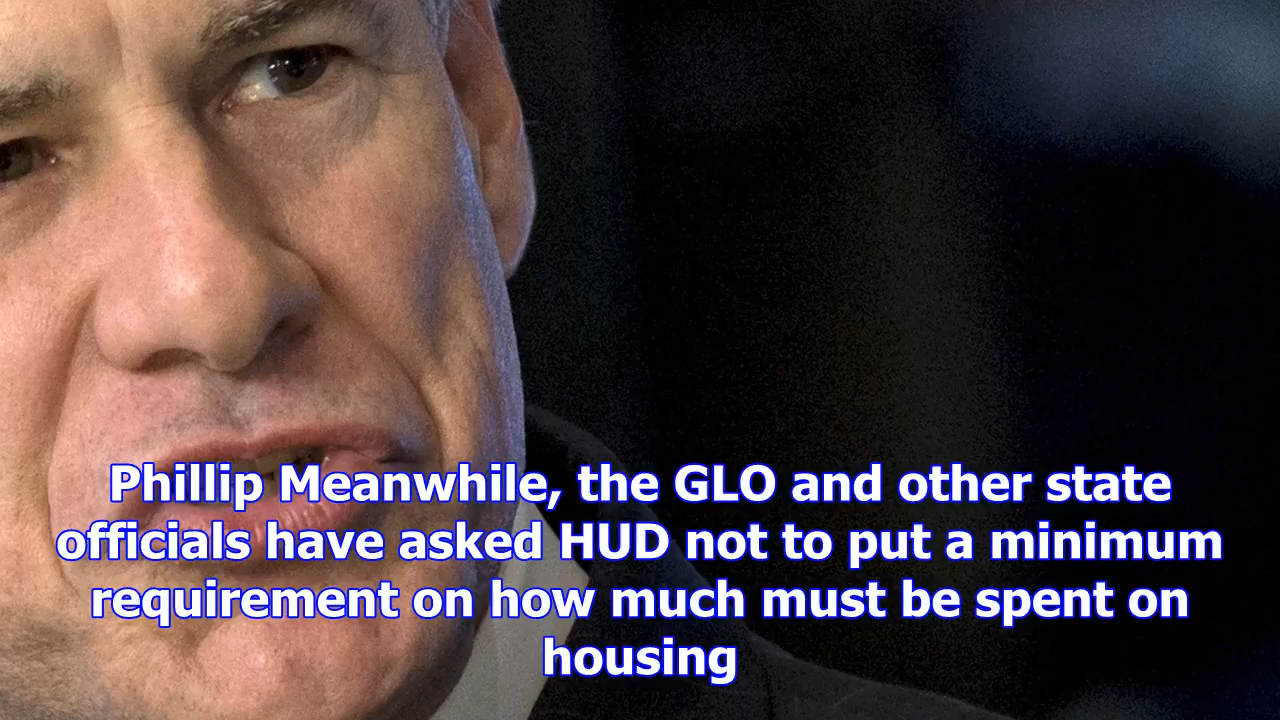 Phillip Meanwhile, the GLO and other state
officials have asked HUD not to put a minimum
requirement on how much must be spent on
housing